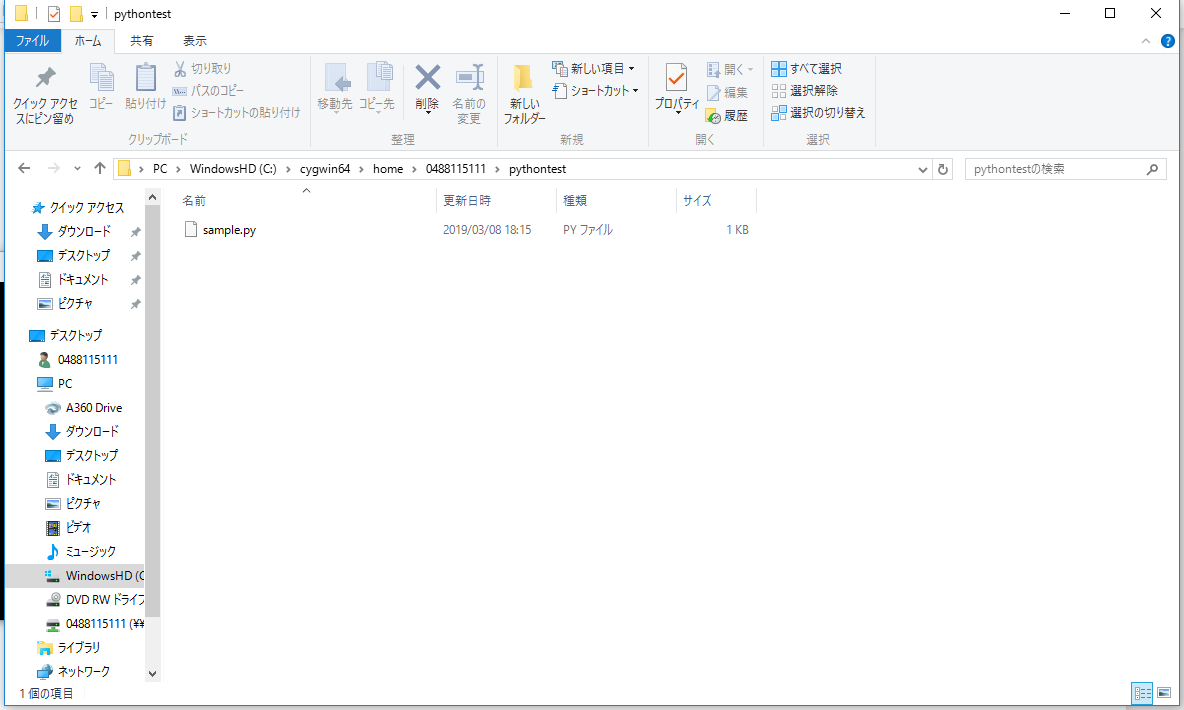 pythontest
ファイル ホーム 共有 表示
クイック アクセスにピン留め
コピー
貼り付け
切り取り
パスのコピー
ショートカットの貼り付け
クリップボード
移動先
コピー先
削除
名前の変更
整理
新しいフォルダー
新しい項目
ショートカット
新規
プロパティ
開く
編集
履歴
開く
すべて選択
選択解除
選択の切り替え
選択
PC WindowsHD (C:) cygwin64 home 0488115111 pythontest
pythontestの検索
名前 更新日時 種類 サイズ
sample.py 2019/03/08 18:15 PY ファイル 1 KB
クイック アクセス
ダウンロード
デスクトップ
ドキュメント
ピクチャ
デスクトップ
0488115111
PC
A360 Drive
ダウンロード
デスクトップ
ドキュメント
ピクチャ
ビデオ
ミュージック
WindowsHD (C
DVD RW ドライブ
0488115111 (¥¥
ライブラリ
ネットワーク
1 個の項目